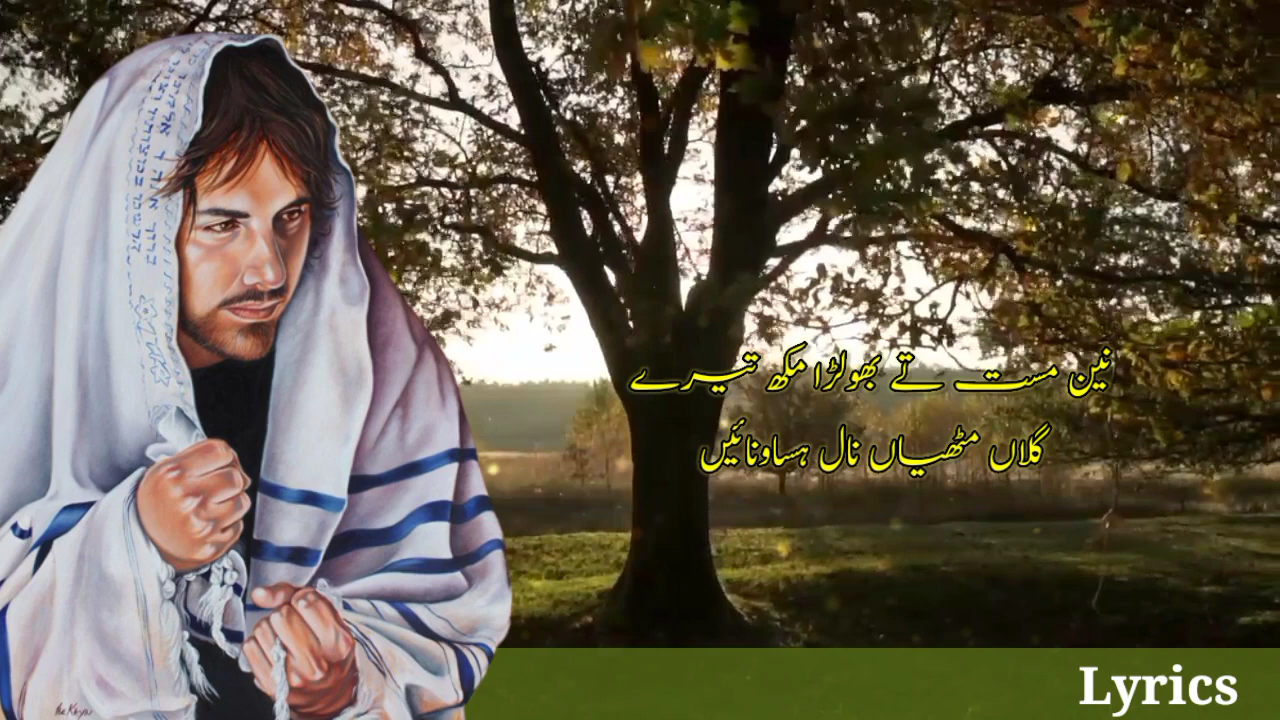 نین مست تے بھولڑا مکھ تیرے
گلاں مٹھیاں نال ہساونائیں
Lyrics